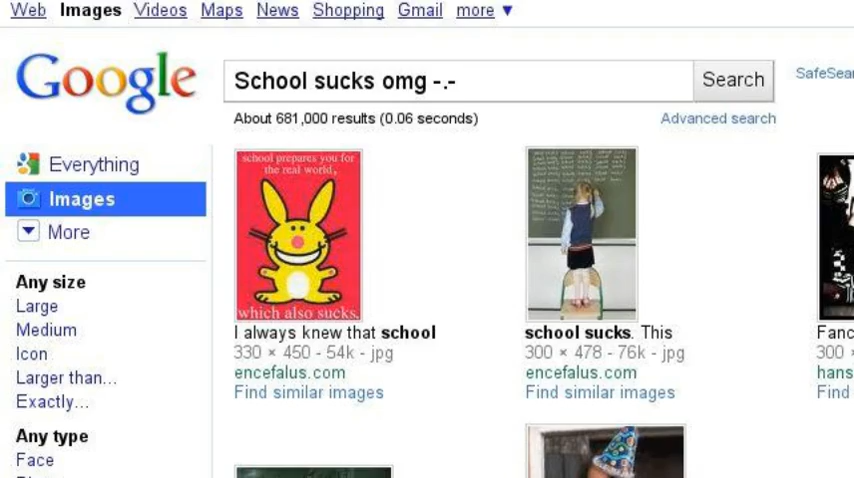 Web Images Videos Maps News Shopping Gmail more ▼
Google
School sucks omg -.-
Search
About 681,000 results (0.06 seconds)
Advanced search
Everything
Images
More
Any size
Large
Medium
Icon
Larger than...
Exactly...
Any type
Face
school prepares you for
the real world,
which also sucks.
I always knew that school
330 × 450 - 54k - jpg
encefalus.com
Find similar images
school sucks. This
300 × 478 - 76k - jpg
encefalus.com
Find similar images
300 ×
Find